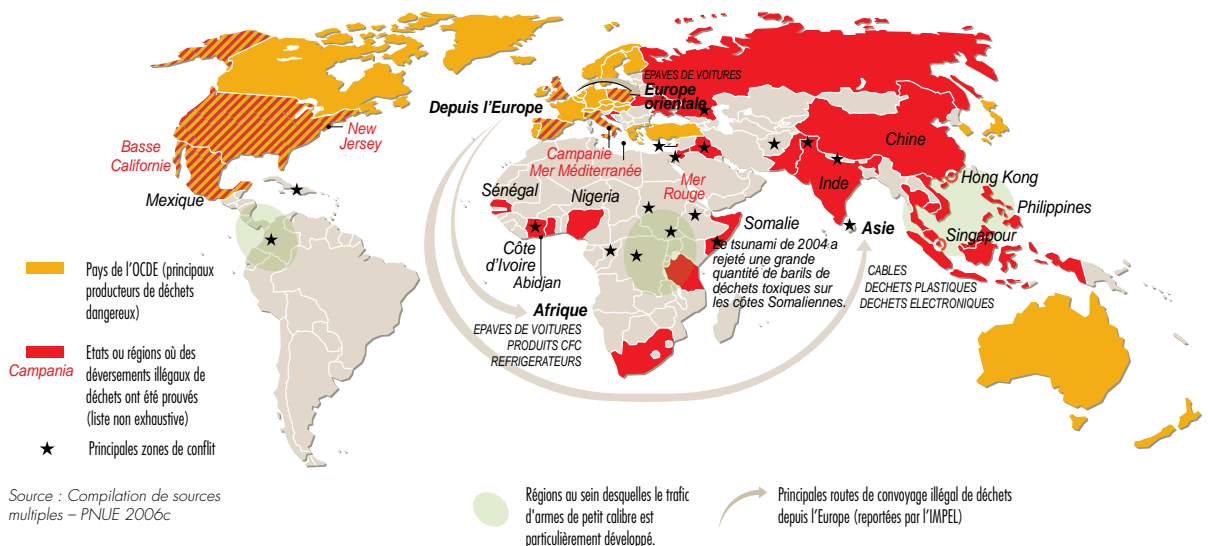 EPAVES DE VOITURES
Europe
orientale
Depuis l'Europe
New
Jersey
Basse
Californie
Mexique
Campanie
Mer Méditerranée
Mer
Rouge
Sénégal
Nigeria
Côte
d'Ivoire
Abidjan
Somalie
Le tsunami de 2004 a
rejeté une grande
quantité de barils de
déchets toxiques sur
les côtes Somaliennes.
Chine
Inde
Hong Kong
Philippines
Singapour
Asie
CABLES
DECHETS PLASTIQUES
DECHETS ELECTRONIQUES
Afrique
EPAVES DE VOITURES
PRODUITS CFC
REFRIGERATEURS
Pays de l'OCDE (principaux
producteurs de déchets
dangereux)
Campania
Etats ou régions où des
déversements illégaux de
déchets ont été prouvés
(liste non exhaustive)
Principales zones de conflit
Source : Compilation de sources
multiples – PNUE 2006c
Régions au sein desquelles le trafic
d'armes de petit calibre est
particulièrement développé.
Principales routes de convoyage illégal de déchets
depuis l'Europe (reportées par l'IMPEL)